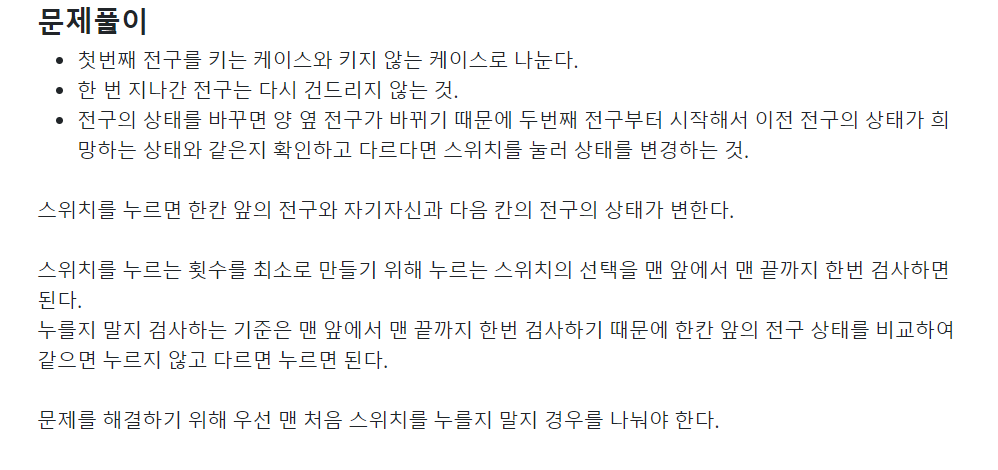 문제풀이
• 첫번째 전구를 키는 케이스와 키지 않는 케이스로 나눈다.
• 한 번 지나간 전구는 다시 건드리지 않는 것.
• 전구의 상태를 바꾸면 양 옆 전구가 바뀌기 때문에 두번째 전구부터 시작해서 이전 전구의 상태가 희
망하는 상태와 같은지 확인하고 다르다면 스위치를 눌러 상태를 변경하는 것.
스위치를 누르면 한칸 앞의 전구와 자기자신과 다음 칸의 전구의 상태가 변한다.
스위치를 누르는 횟수를 최소로 만들기 위해 누르는 스위치의 선택을 맨 앞에서 맨 끝까지 한번 검사하면
된다.
누를지 말지 검사하는 기준은 맨 앞에서 맨 끝까지 한번 검사하기 때문에 한칸 앞의 전구 상태를 비교하여
같으면 누르지 않고 다르면 누르면 된다.
문제를 해결하기 위해 우선 맨 처음 스위치를 누를지 말지 경우를 나눠야 한다.